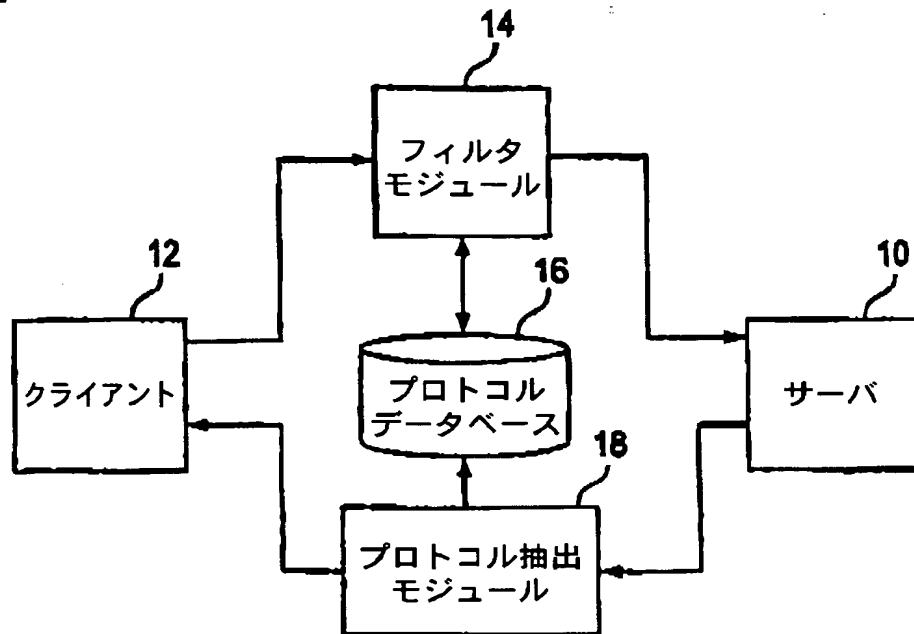 14
フィルタ
モジュール
12
クライアント
16
プロトコル
データベース
10
サーバ
18
プロトコル抽出
モジュール